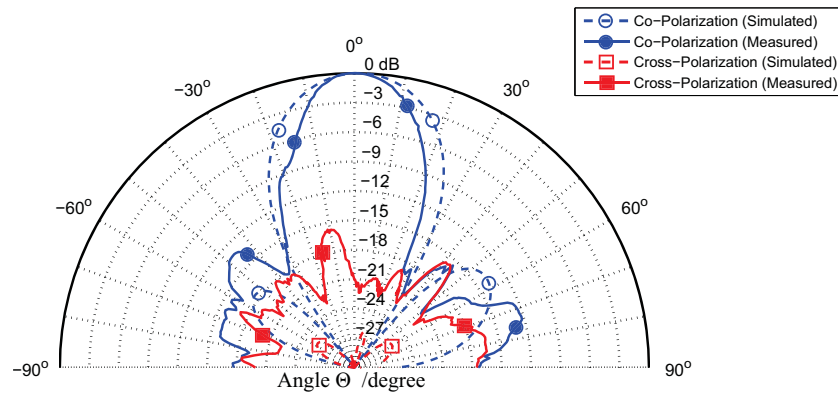 Co−Polarization (Simulated)
Co−Polarization (Measured)
Cross−Polarization (Simulated)
Cross−Polarization (Measured)
0°
0 dB
−30°
30°
−3
−6
−9
−12
−60°
60°
−15
−18
−21
−24
−27
−90°
Angle Θ /degree
90°